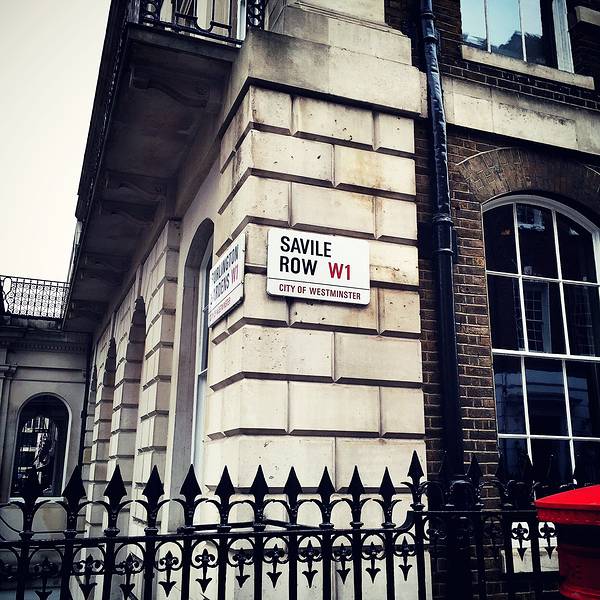 SAVILE
ROW W1
CITY OF WESTMINSTER
BURLINGTON
GARDENS W1